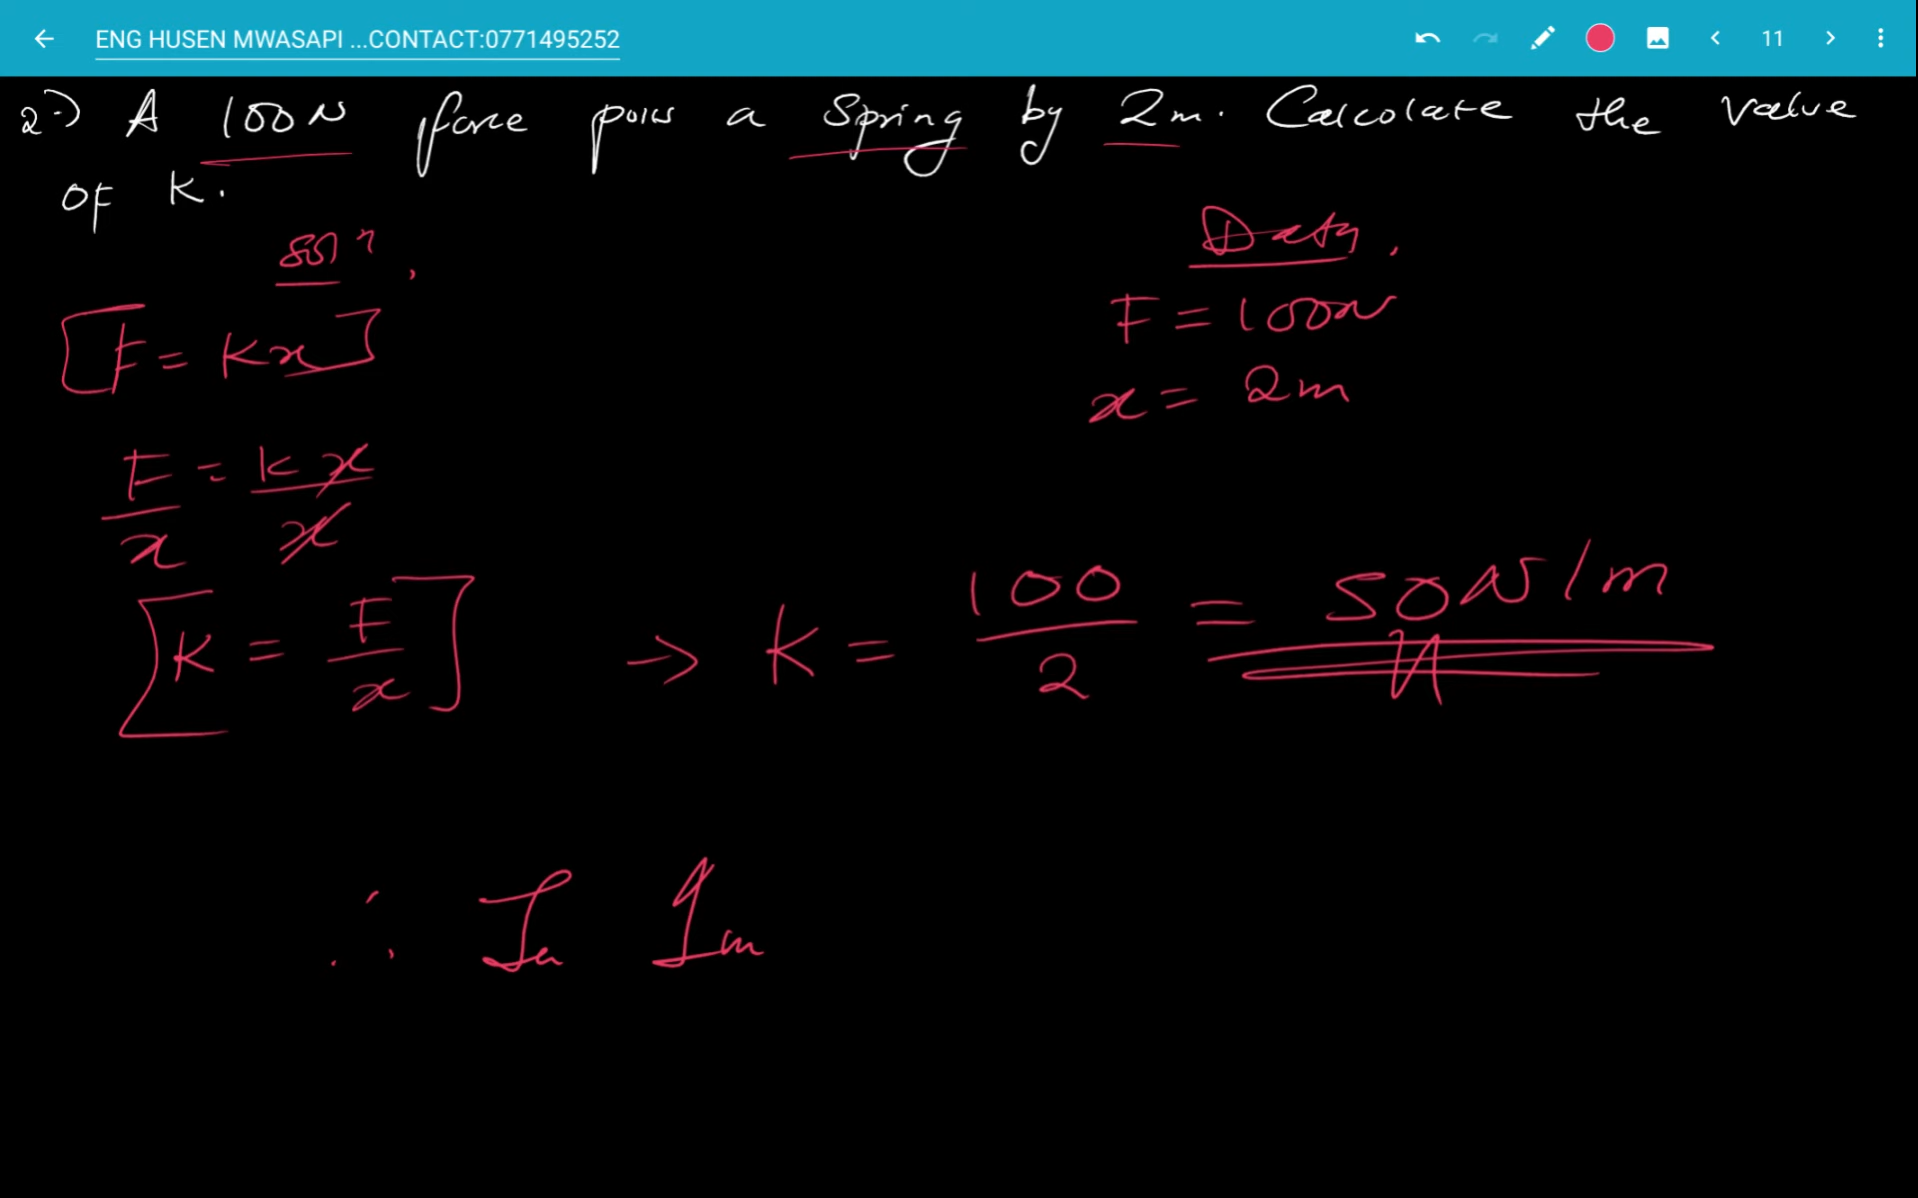 ENG HUSEN MWASAPI ...CONTACT:0771495252
11
2.) A 100N force pulls a Spring by 2m. Calculate the Value
of K.
soln
Data
F = 100N
x = 2m
[F = Kx]
F/x = Kx/x
[K = F/x] → K = 100/2 = 50N/m
∴ In 1m